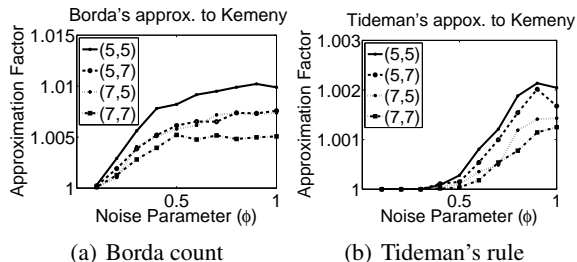 Borda's approx. to Kemeny
Approximation Factor
1.015
1.01
1.005
1
(5,5)
(5,7)
(7,5)
(7,7)
0.5
1
Noise Parameter (ϕ)
(a) Borda count
Tideman's appox. to Kemeny
Approximation Factor
1.003
1.002
1.001
1
(5,5)
(5,7)
(7,5)
(7,7)
0.5
1
Noise Parameter (ϕ)
(b) Tideman's rule